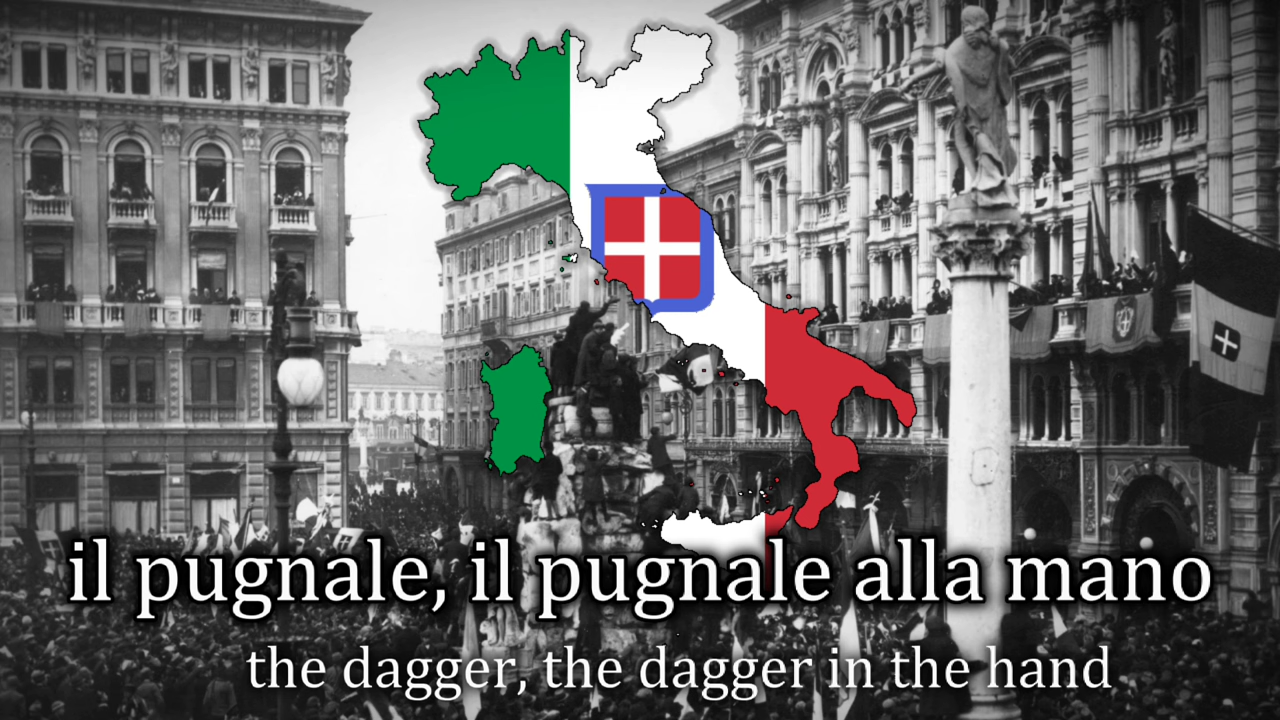 il pugnale, il pugnale alla mano
the dagger, the dagger in the hand